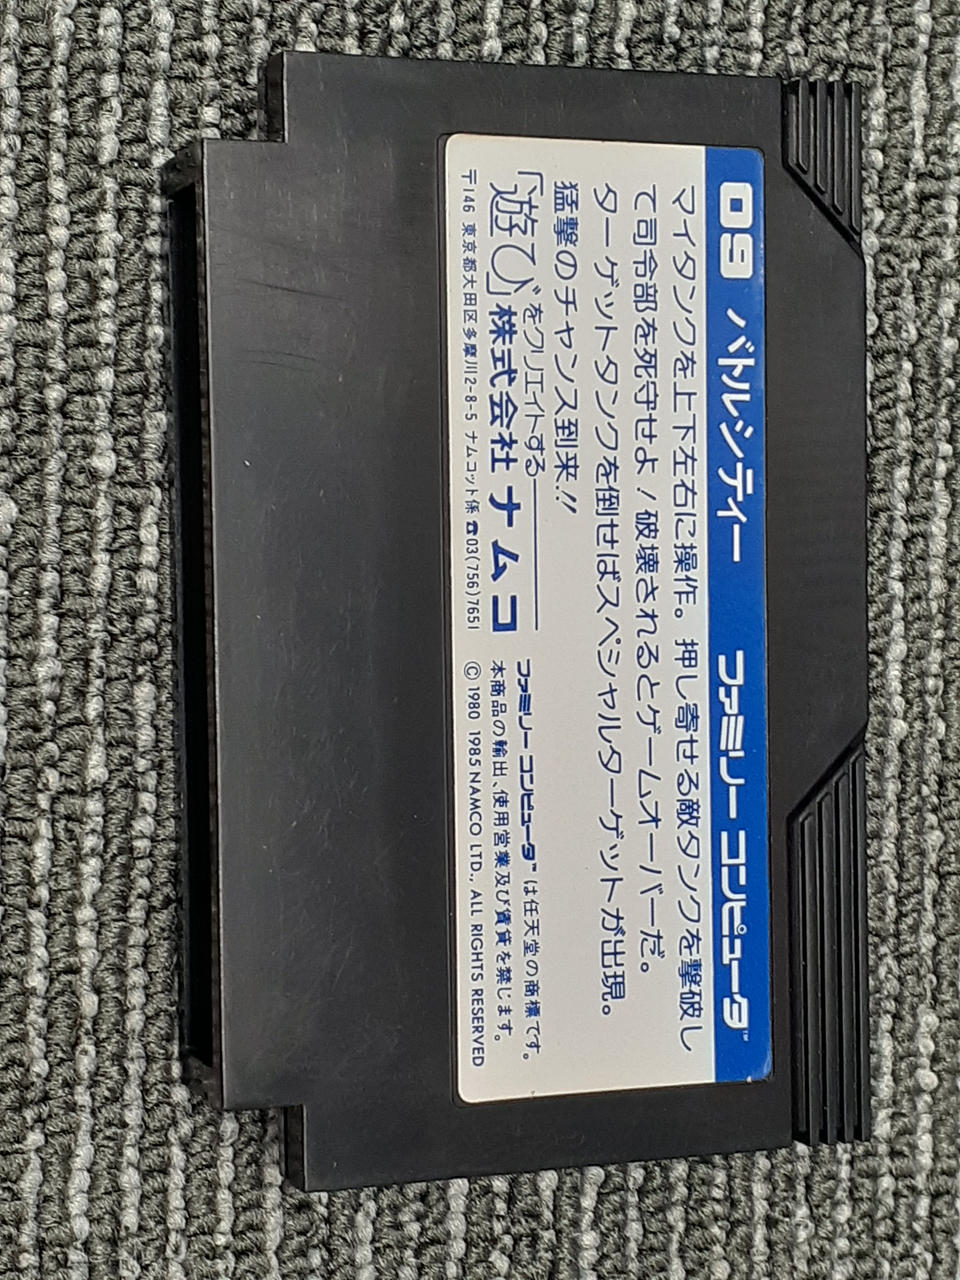 09 バトルシティー ファミリー コンピュータ™
マイタンクを上下左右に操作。押し寄せる敵タンクを撃破し
て司令部を死守せよ!破壊されるとゲームオーバーだ。
ターゲットタンクを倒せばスペシャルターゲットが出現。
猛撃のチャンス到来!!
「遊び」をクリエイトする
株式会社ナムコ
〒146 東京都大田区多摩川2-8-5 ナムコット係 ☎03(756)7651
ファミリー コンピュータ™は任天堂の商標です。
本商品の輸出、使用営業及び賃貸を禁じます。
© 1980 1985 NAMCO LTD., ALL RIGHTS RESERVED